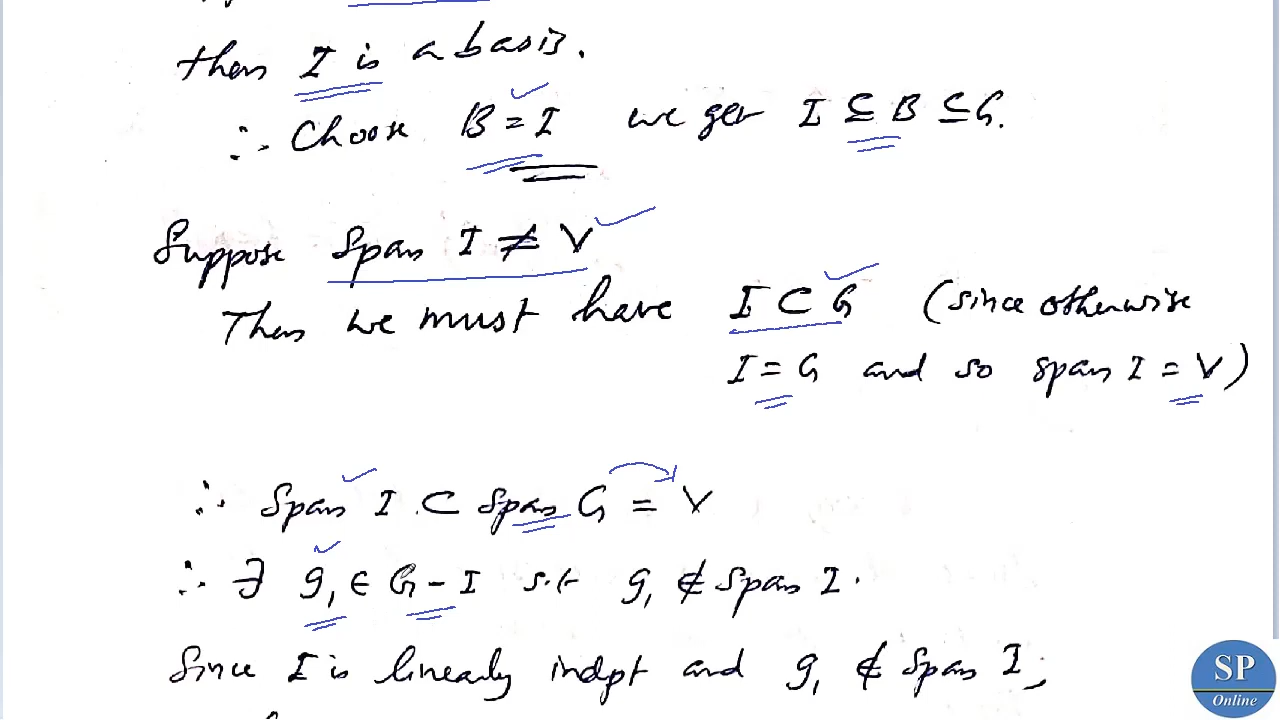 then I is a basis.
∴ Choose B = I we get I ⊆ B ⊆ G.
Suppose Span I ≠ V
Then we must have I ⊂ G (since otherwise
I = G and so span I = V)
∴ Span I ⊂ Span G = V
∴ ∃ g₁ ∈ G - I s.t g₁ ∉ Span I.
Since I is linearly indpt and g₁ ∉ Span I,
SP
Online